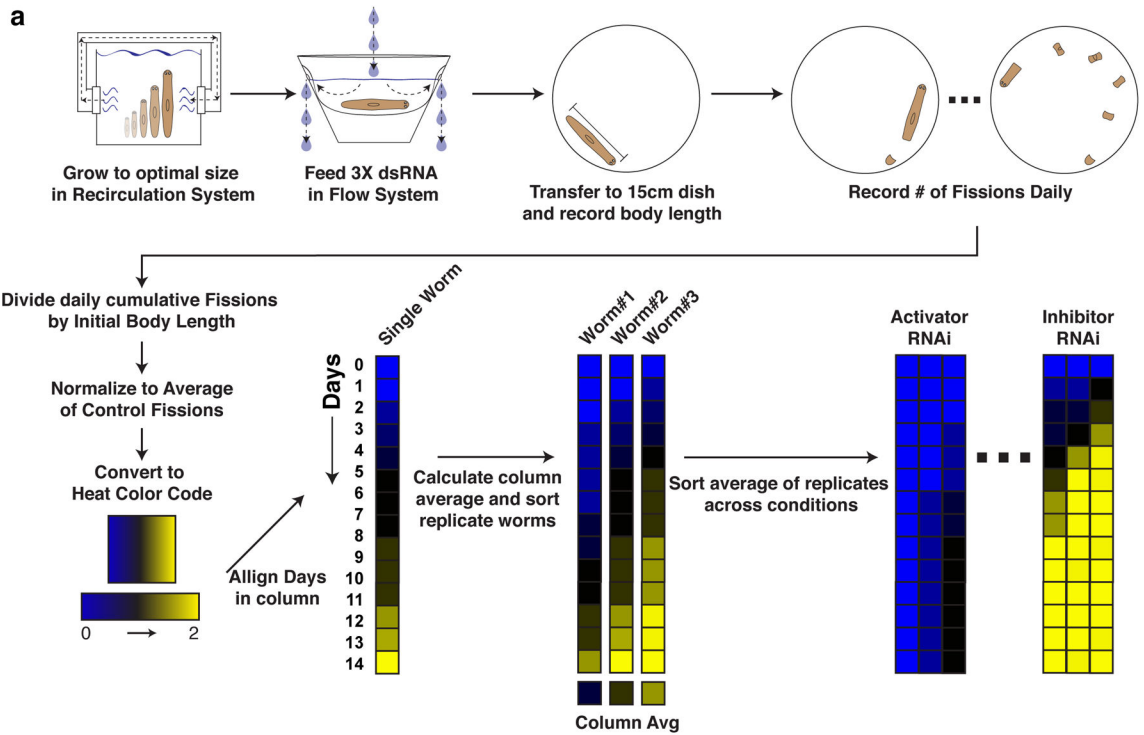 a
Grow to optimal size
in Recirculation System
Feed 3X dsRNA
in Flow System
Transfer to 15cm dish
and record body length
Record # of Fissions Daily
Divide daily cumulative Fissions
by Initial Body Length
Normalize to Average
of Control Fissions
Convert to
Heat Color Code
0
2
Allign Days
in column
Single Worm
Days
0
1
2
3
4
5
6
7
8
9
10
11
12
13
14
Calculate column
average and sort
replicate worms
Worm#1
Worm#2
Worm#3
Column Avg
Sort average of replicates
across conditions
Activator
RNAi
Inhibitor
RNAi